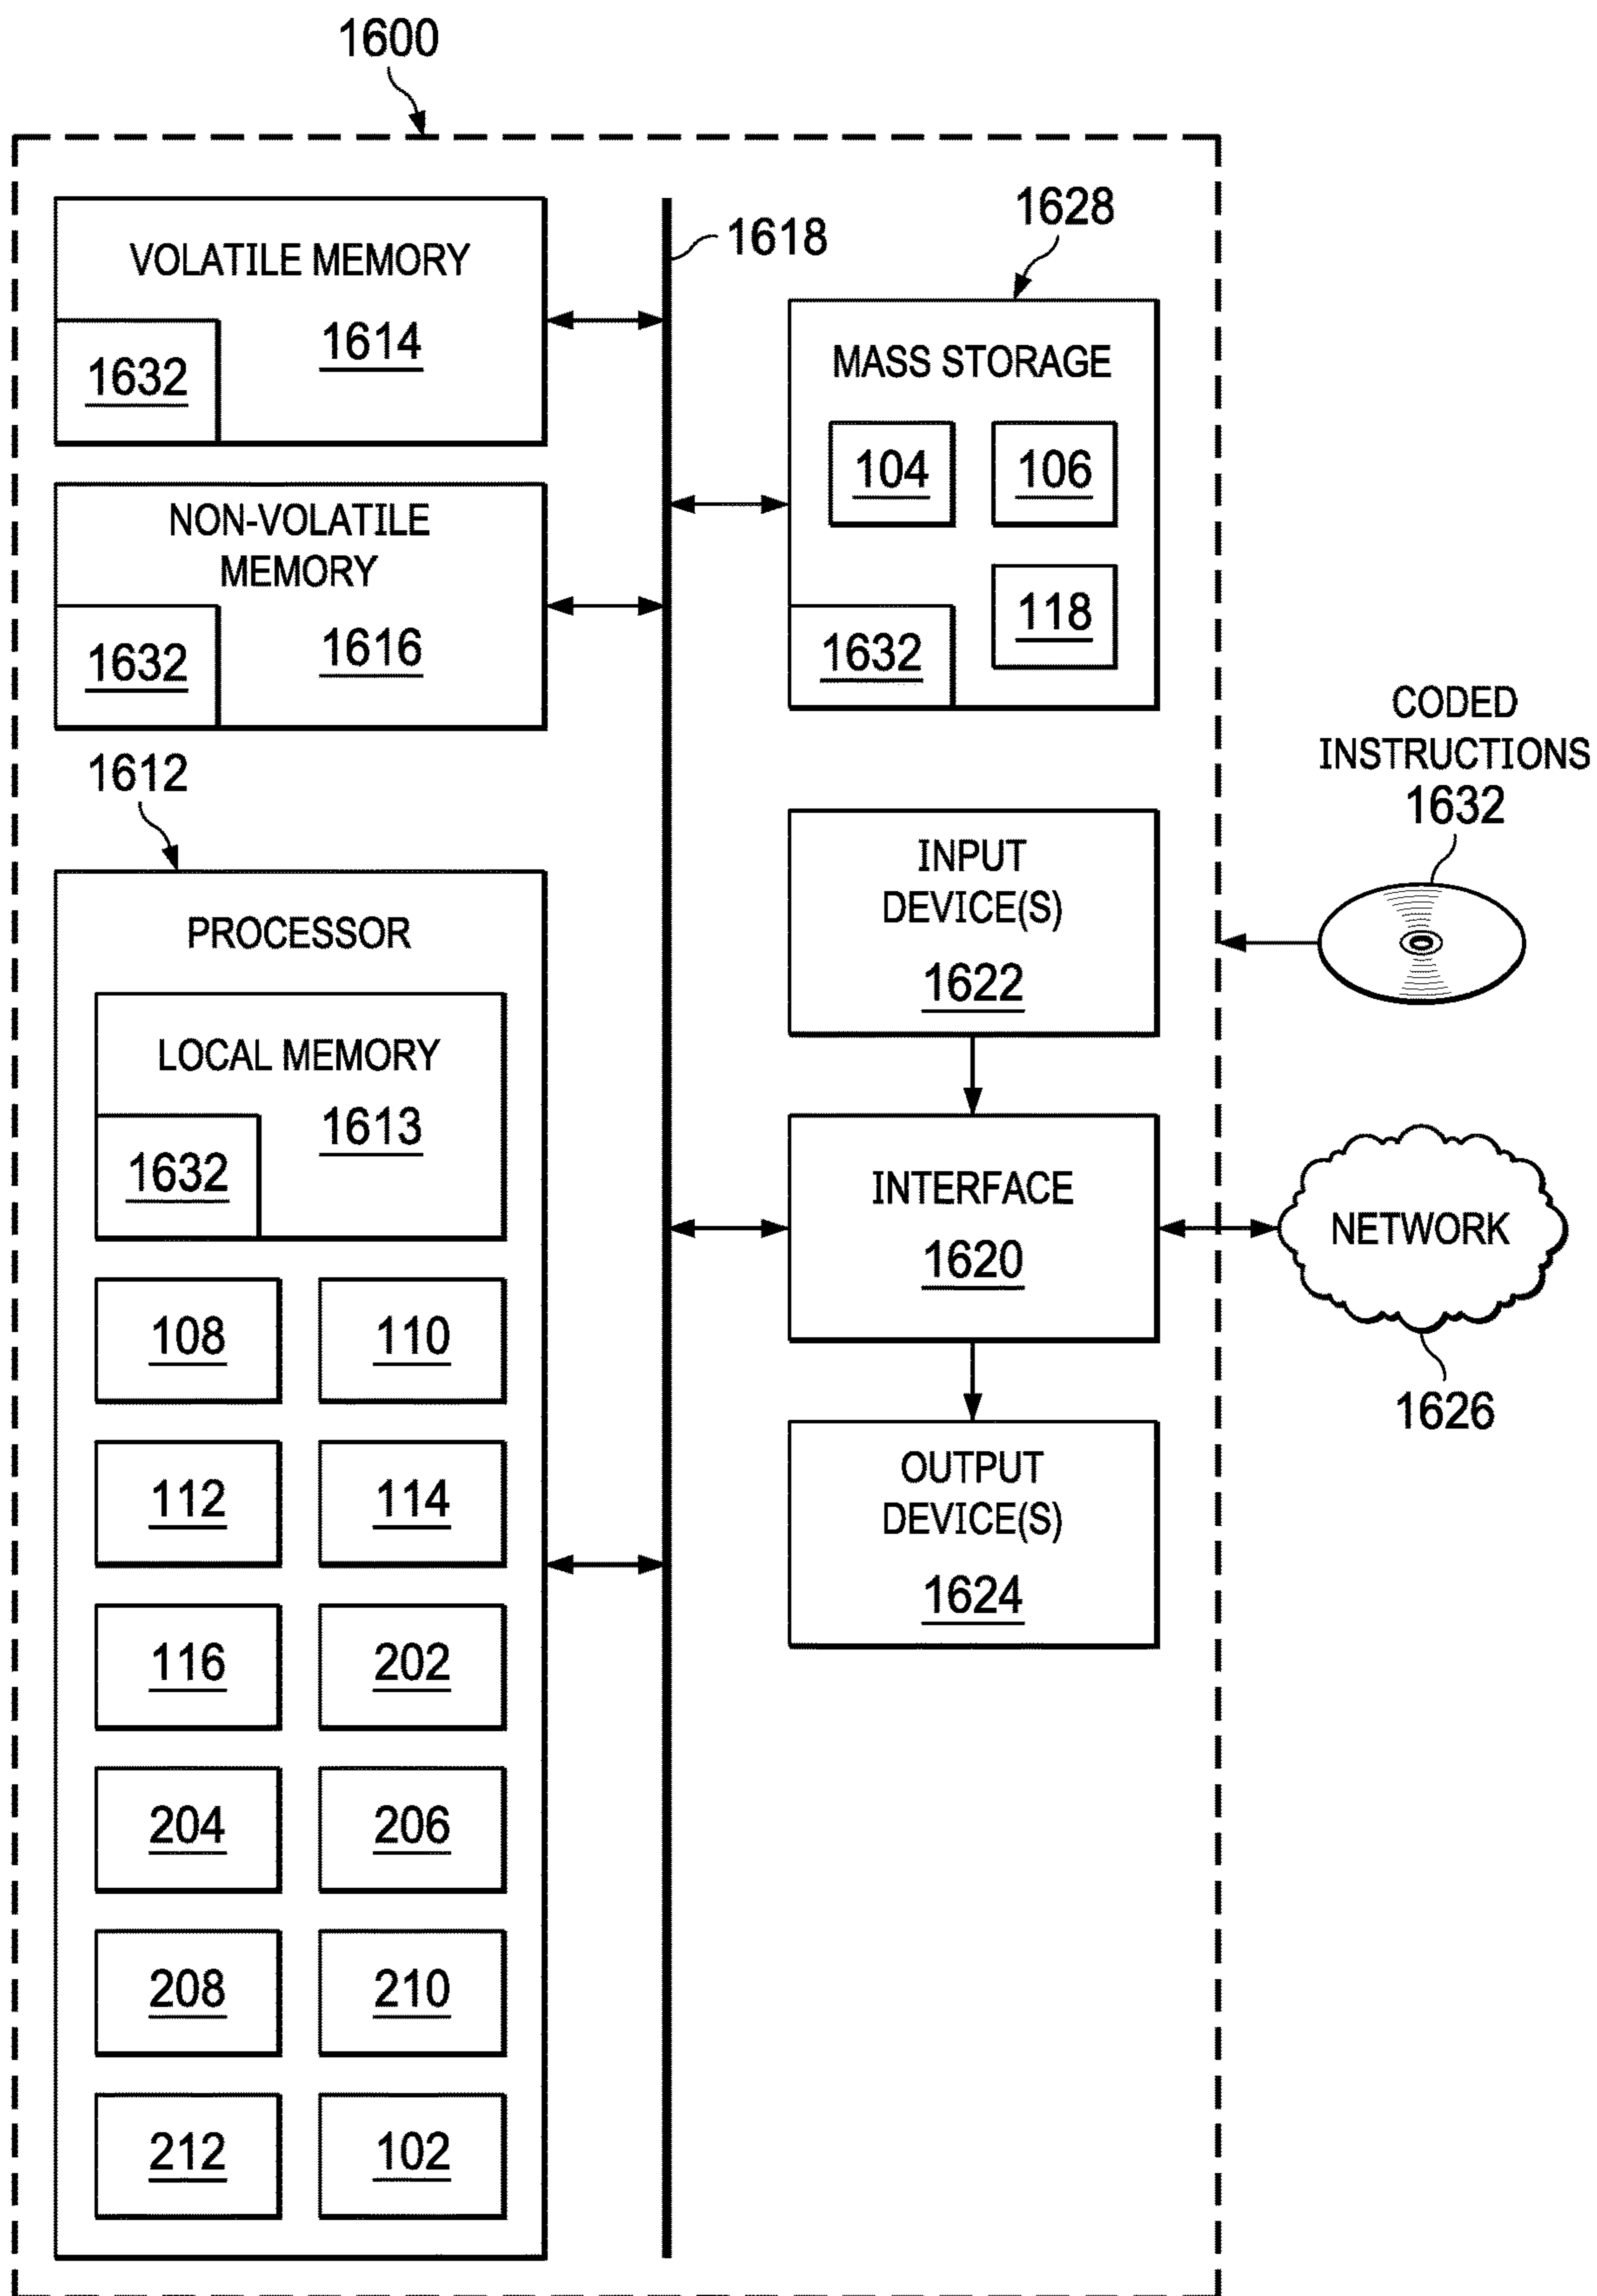 1600
VOLATILE MEMORY
1614
1632
NON-VOLATILE
MEMORY
1616
1632
1612
PROCESSOR
LOCAL MEMORY
1613
1632
108 110
112 114
116 202
204 206
208 210
212 102
1618
1628
MASS STORAGE
104 106
118
1632
INPUT
DEVICE(S)
1622
INTERFACE
1620
OUTPUT
DEVICE(S)
1624
CODED
INSTRUCTIONS
1632
NETWORK
1626